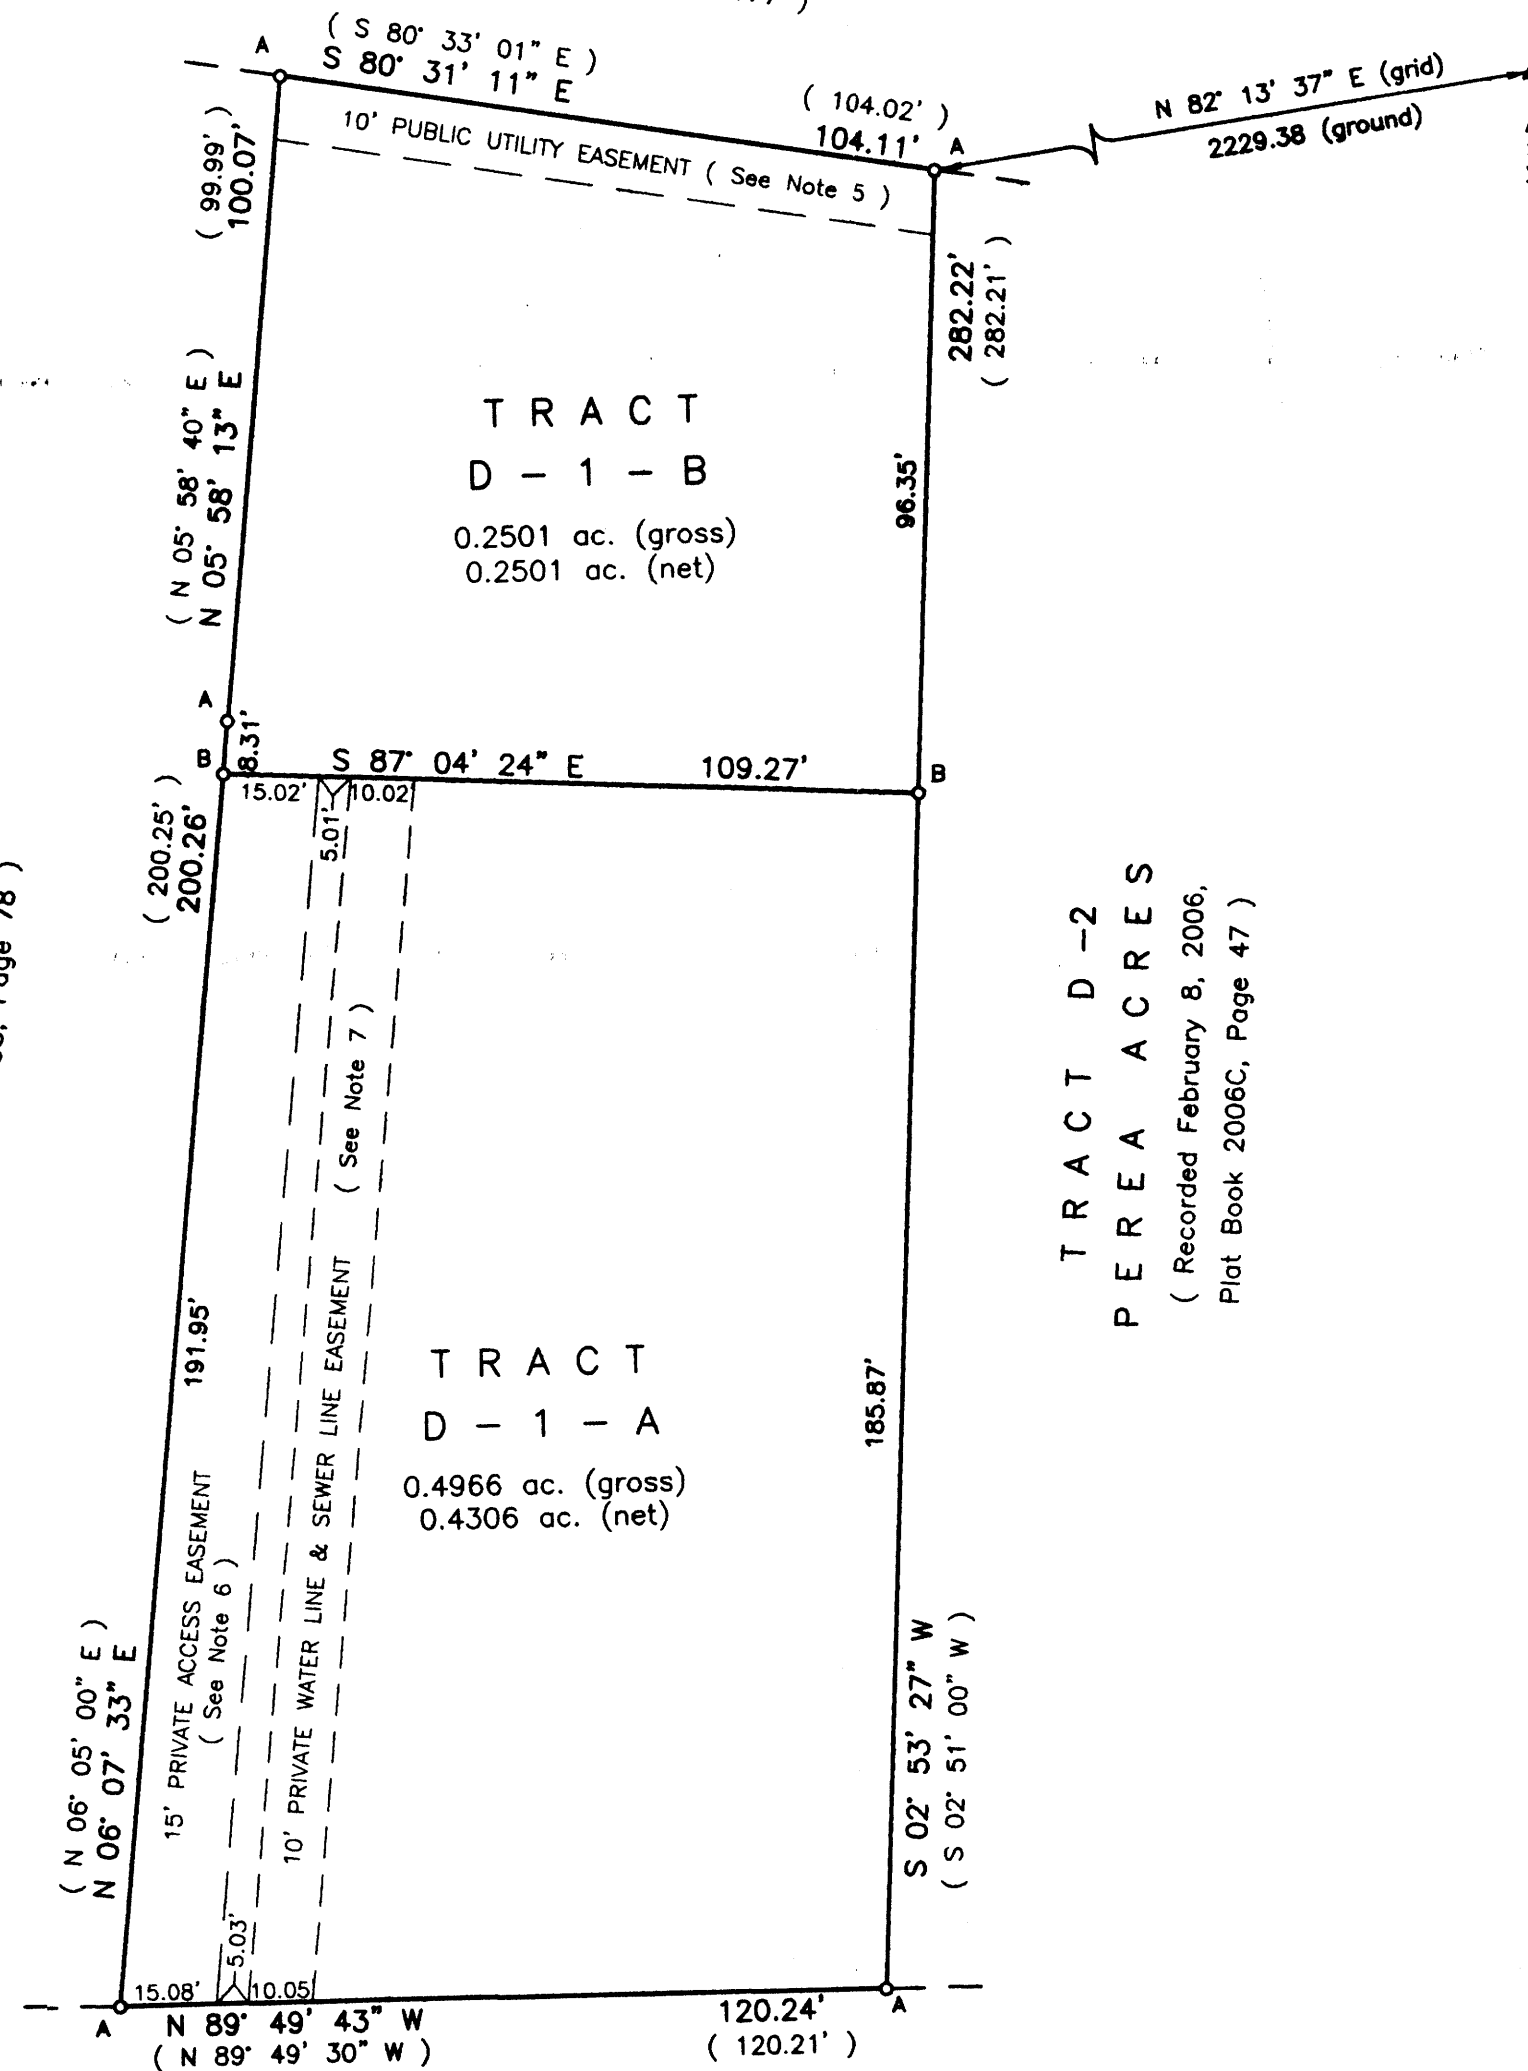 A
( S 80° 33' 01" E )
S 80° 31' 11" E
( 104.02' )
104.11'
A
N 82° 13' 37" E (grid)
2229.38 (ground)
10' PUBLIC UTILITY EASEMENT ( See Note 5 )
( 99.99' )
100.07'
282.22'
( 282.21' )
( N 05° 58' 40" E )
N 05° 58' 13" E
TRACT
D - 1 - B
0.2501 ac. (gross)
0.2501 ac. (net)
96.35'
A
8.31'
B
S 87° 04' 24" E
109.27'
B
15.02'
5.01'
10.02'
( 200.25' )
200.26'
Page 78 )
( See Note 7 )
TRACT D-2
PEREA ACRES
( Recorded February 8, 2006,
Plat Book 2006C, Page 47 )
191.95'
10' PRIVATE WATER LINE & SEWER LINE EASEMENT
TRACT
D - 1 - A
0.4966 ac. (gross)
0.4306 ac. (net)
185.87'
15' PRIVATE ACCESS EASEMENT
( See Note 6 )
( N 06° 05' 00" E )
N 06° 07' 33" E
S 02° 53' 27" W
( S 02° 51' 00" W )
15.08'
5.03'
10.05'
A
N 89° 49' 43" W
( N 89° 49' 30" W )
120.24'
( 120.21' )
A